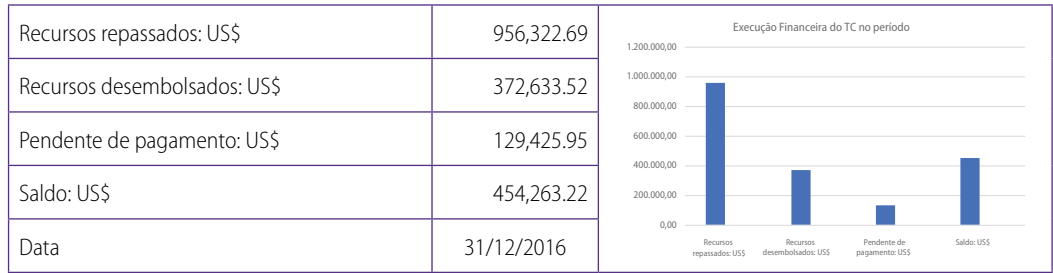 Recursos repassados: US$ 956,322.69
Recursos desembolsados: US$ 372,633.52
Pendente de pagamento: US$ 129,425.95
Saldo: US$ 454,263.22
Data 31/12/2016
Execução Financeira do TC no período
1.200.000,00
1.000.000,00
800.000,00
600.000,00
400.000,00
200.000,00
0,00
Recursos
repassados: US$
Recursos
desembolsados: US$
Pendente de
pagamento: US$
Saldo: US$